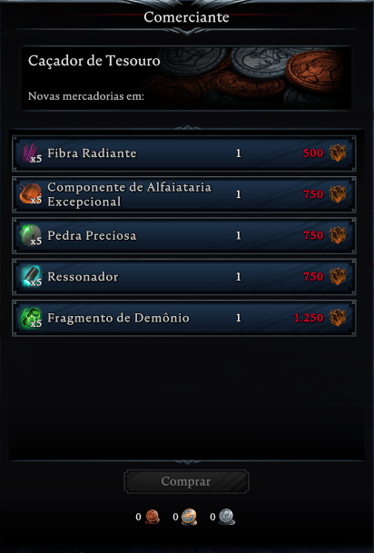 Comerciante
Caçador de Tesouro
Novas mercadorias em:
x5 Fibra Radiante 1 500
x5 Componente de Alfaiataria Excepcional 1 750
x5 Pedra Preciosa 1 750
x5 Ressonador 1 750
x5 Fragmento de Demônio 1 1.250
Comprar
0 0 0